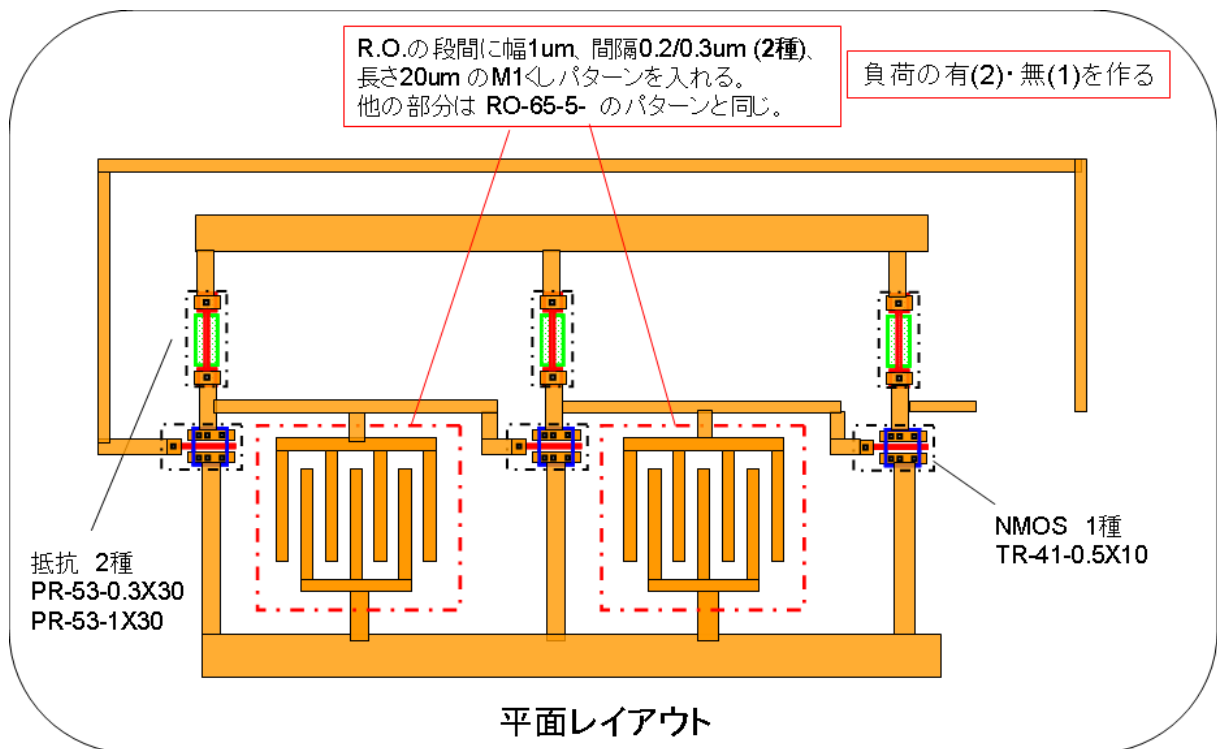 R.O.の段間に幅1um、間隔0.2/0.3um (2種)、
長さ20um のM1くしパターンを入れる。
他の部分は RO-65-5- のパターンと同じ。
負荷の有(2)・無(1)を作る
抵抗 2種
PR-53-0.3X30
PR-53-1X30
NMOS 1種
TR-41-0.5X10
平面レイアウト